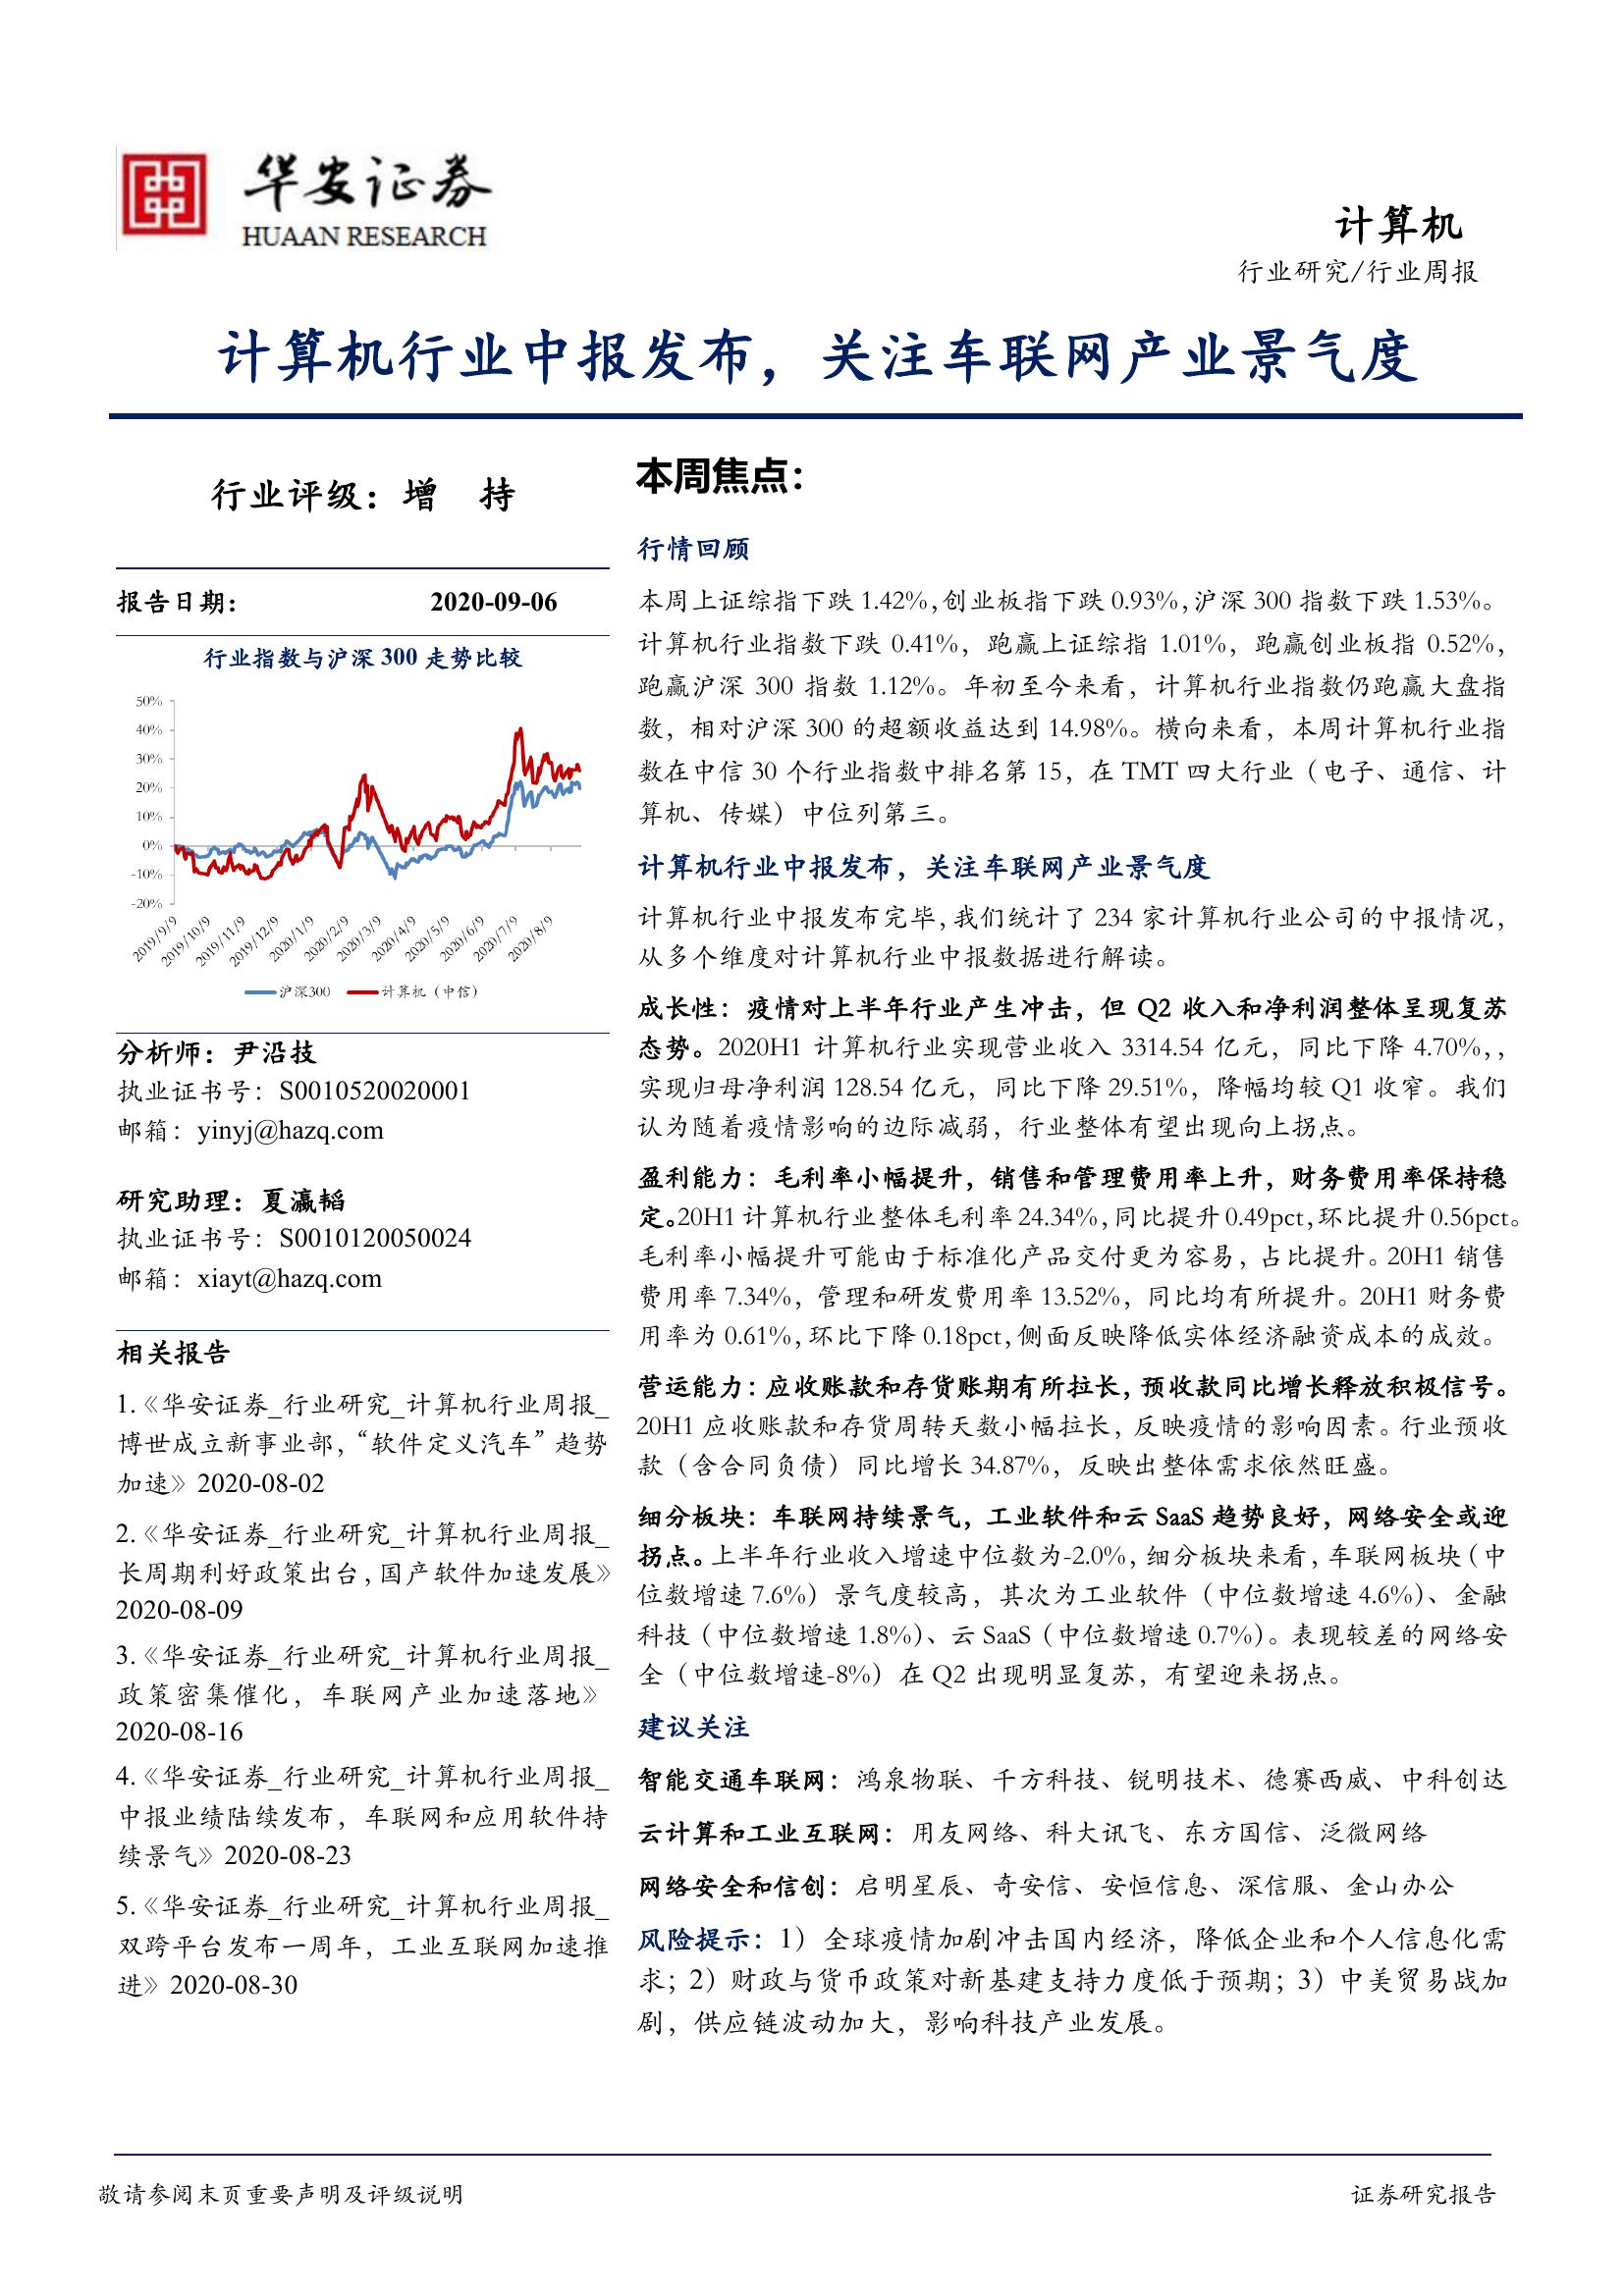 华安证券
HUAAN RESEARCH
计算机
行业研究/行业周报
计算机行业中报发布，关注车联网产业景气度
行业评级：增 持
报告日期： 2020-09-06
行业指数与沪深 300 走势比较
50%
40%
30%
20%
10%
0%
-10%
-20%
2019/9/9
2019/10/9
2019/11/9
2019/12/9
2020/1/9
2020/2/9
2020/3/9
2020/4/9
2020/5/9
2020/6/9
2020/7/9
2020/8/9
沪深300 计算机（中信）
分析师：尹沿技
执业证书号：S0010520020001
邮箱：yinyj@hazq.com
研究助理：夏瀛韬
执业证书号：S0010120050024
邮箱：xiayt@hazq.com
相关报告
1.《华安证券_行业研究_计算机行业周报_
博世成立新事业部，“软件定义汽车”趋势
加速》2020-08-02
2.《华安证券_行业研究_计算机行业周报_
长周期利好政策出台，国产软件加速发展》
2020-08-09
3.《华安证券_行业研究_计算机行业周报_
政策密集催化，车联网产业加速落地》
2020-08-16
4.《华安证券_行业研究_计算机行业周报_
中报业绩陆续发布，车联网和应用软件持
续景气》2020-08-23
5.《华安证券_行业研究_计算机行业周报_
双跨平台发布一周年，工业互联网加速推
进》2020-08-30
本周焦点：
行情回顾
本周上证综指下跌 1.42%，创业板指下跌 0.93%，沪深 300 指数下跌 1.53%。
计算机行业指数下跌 0.41%，跑赢上证综指 1.01%，跑赢创业板指 0.52%，
跑赢沪深 300 指数 1.12%。年初至今来看，计算机行业指数仍跑赢大盘指
数，相对沪深 300 的超额收益达到 14.98%。横向来看，本周计算机行业指
数在中信 30 个行业指数中排名第 15，在 TMT 四大行业（电子、通信、计
算机、传媒）中位列第三。
计算机行业中报发布，关注车联网产业景气度
计算机行业中报发布完毕，我们统计了 234 家计算机行业公司的中报情况，
从多个维度对计算机行业中报数据进行解读。
成长性：疫情对上半年行业产生冲击，但 Q2 收入和净利润整体呈现复苏
态势。2020H1 计算机行业实现营业收入 3314.54 亿元，同比下降 4.70%，，
实现归母净利润 128.54 亿元，同比下降 29.51%，降幅均较 Q1 收窄。我们
认为随着疫情影响的边际减弱，行业整体有望出现向上拐点。
盈利能力：毛利率小幅提升，销售和管理费用率上升，财务费用率保持稳
定。20H1 计算机行业整体毛利率 24.34%，同比提升 0.49pct，环比提升 0.56pct。
毛利率小幅提升可能由于标准化产品交付更为容易，占比提升。20H1 销售
费用率 7.34%，管理和研发费用率 13.52%，同比均有所提升。20H1 财务费
用率为 0.61%，环比下降 0.18pct，侧面反映降低实体经济融资成本的成效。
营运能力：应收账款和存货账期有所拉长，预收款同比增长释放积极信号。
20H1 应收账款和存货周转天数小幅拉长，反映疫情的影响因素。行业预收
款（含合同负债）同比增长 34.87%，反映出整体需求依然旺盛。
细分板块：车联网持续景气，工业软件和云 SaaS 趋势良好，网络安全或迎
拐点。上半年行业收入增速中位数为-2.0%，细分板块来看，车联网板块（中
位数增速 7.6%）景气度较高，其次为工业软件（中位数增速 4.6%）、金融
科技（中位数增速 1.8%）、云 SaaS（中位数增速 0.7%）。表现较差的网络安
全（中位数增速-8%）在 Q2 出现明显复苏，有望迎来拐点。
建议关注
智能交通车联网：鸿泉物联、千方科技、锐明技术、德赛西威、中科创达
云计算和工业互联网：用友网络、科大讯飞、东方国信、泛微网络
网络安全和信创：启明星辰、奇安信、安恒信息、深信服、金山办公
风险提示：1）全球疫情加剧冲击国内经济，降低企业和个人信息化需
求；2）财政与货币政策对新基建支持力度低于预期；3）中美贸易战加
剧，供应链波动加大，影响科技产业发展。
敬请参阅末页重要声明及评级说明 证券研究报告